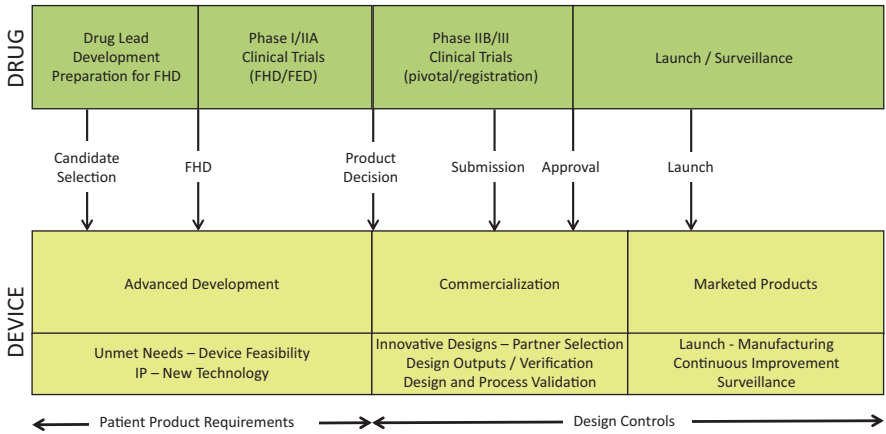 DRUG
Drug Lead
Development
Preparation for FHD
Phase I/IIA
Clinical Trials
(FHD/FED)
Phase IIB/III
Clinical Trials
(pivotal/registration)
Launch / Surveillance
Candidate
Selection
FHD
Product
Decision
Submission
Approval
Launch
DEVICE
Advanced Development
Commercialization
Marketed Products
Unmet Needs – Device Feasibility
IP – New Technology
Innovative Designs – Partner Selection
Design Outputs / Verification
Design and Process Validation
Launch - Manufacturing
Continuous Improvement
Surveillance
Patient Product Requirements
Design Controls